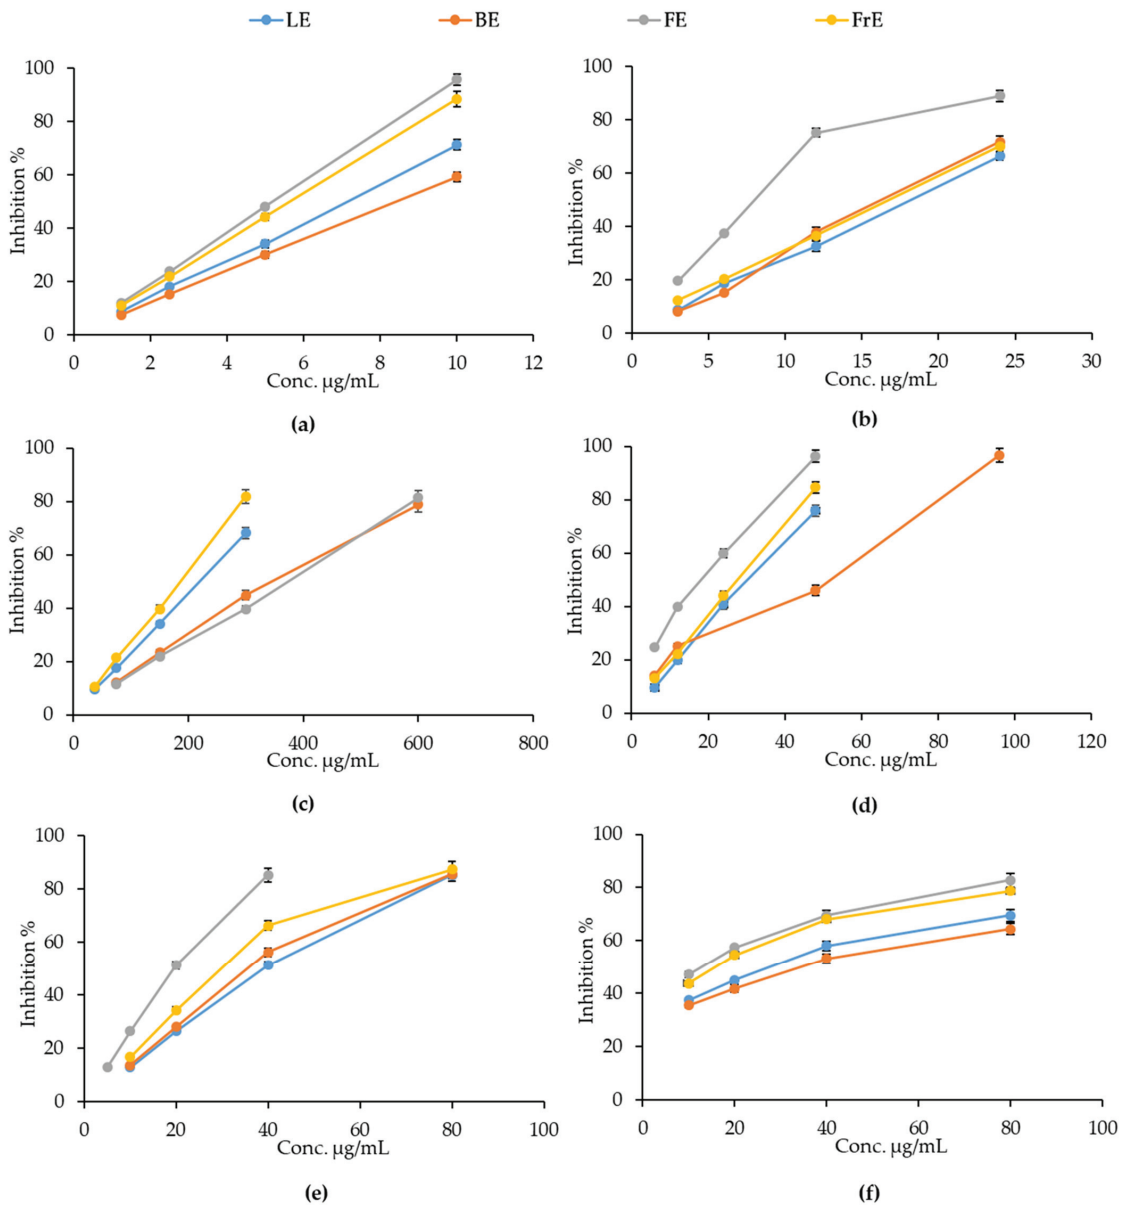 LE BE FE FrE
100
80
60
40
20
0
Inhibition %
0 2 4 6 8 10 12
Conc. µg/mL
(a)
100
80
60
40
20
0
Inhibition %
0 5 10 15 20 25 30
Conc. µg/mL
(b)
100
80
60
40
20
0
Inhibition %
0 200 400 600 800
Conc. µg/mL
(c)
100
80
60
40
20
0
Inhibition %
0 20 40 60 80 100 120
Conc. µg/mL
(d)
100
80
60
40
20
0
Inhibition %
0 20 40 60 80 100
Conc. µg/mL
(e)
100
80
60
40
20
0
Inhibition %
0 20 40 60 80 100
Conc. µg/mL
(f)